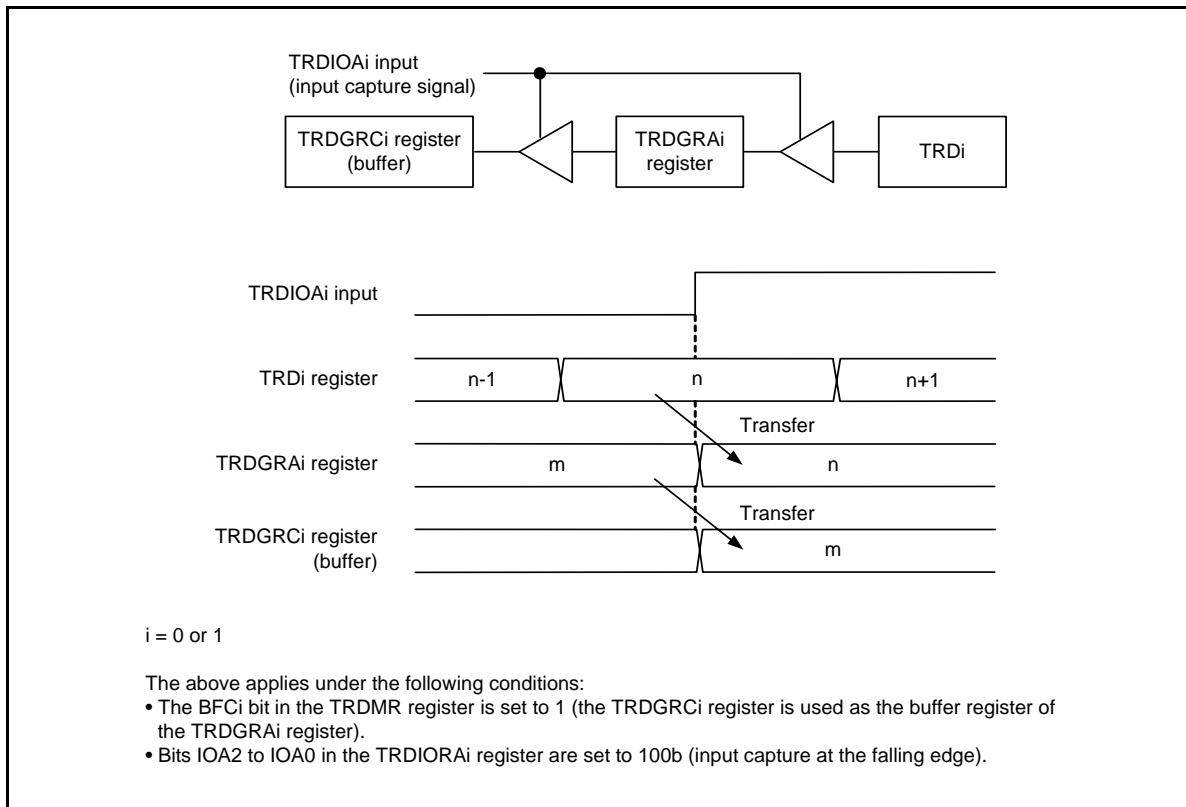 TRDIOAi input
(input capture signal)
TRDGRCi register
(buffer)
TRDGRAi
register
TRDi
TRDIOAi input
TRDi register
n-1
n
n+1
Transfer
TRDGRAi register
m
n
Transfer
TRDGRCi register
(buffer)
m
i = 0 or 1
The above applies under the following conditions:
• The BFCi bit in the TRDMR register is set to 1 (the TRDGRCi register is used as the buffer register of
the TRDGRAi register).
• Bits IOA2 to IOA0 in the TRDIORAi register are set to 100b (input capture at the falling edge).